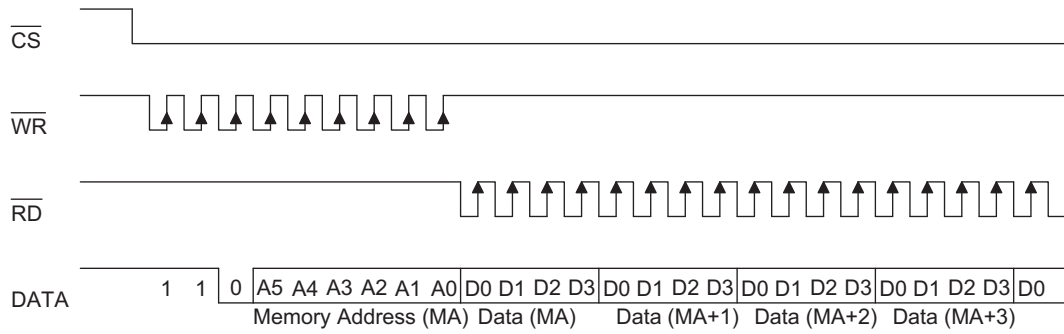 CS
WR
RD
DATA
1 1 0 A5 A4 A3 A2 A1 A0 D0 D1 D2 D3 D0 D1 D2 D3 D0 D1 D2 D3 D0 D1 D2 D3 D0
Memory Address (MA) Data (MA) Data (MA+1) Data (MA+2) Data (MA+3)